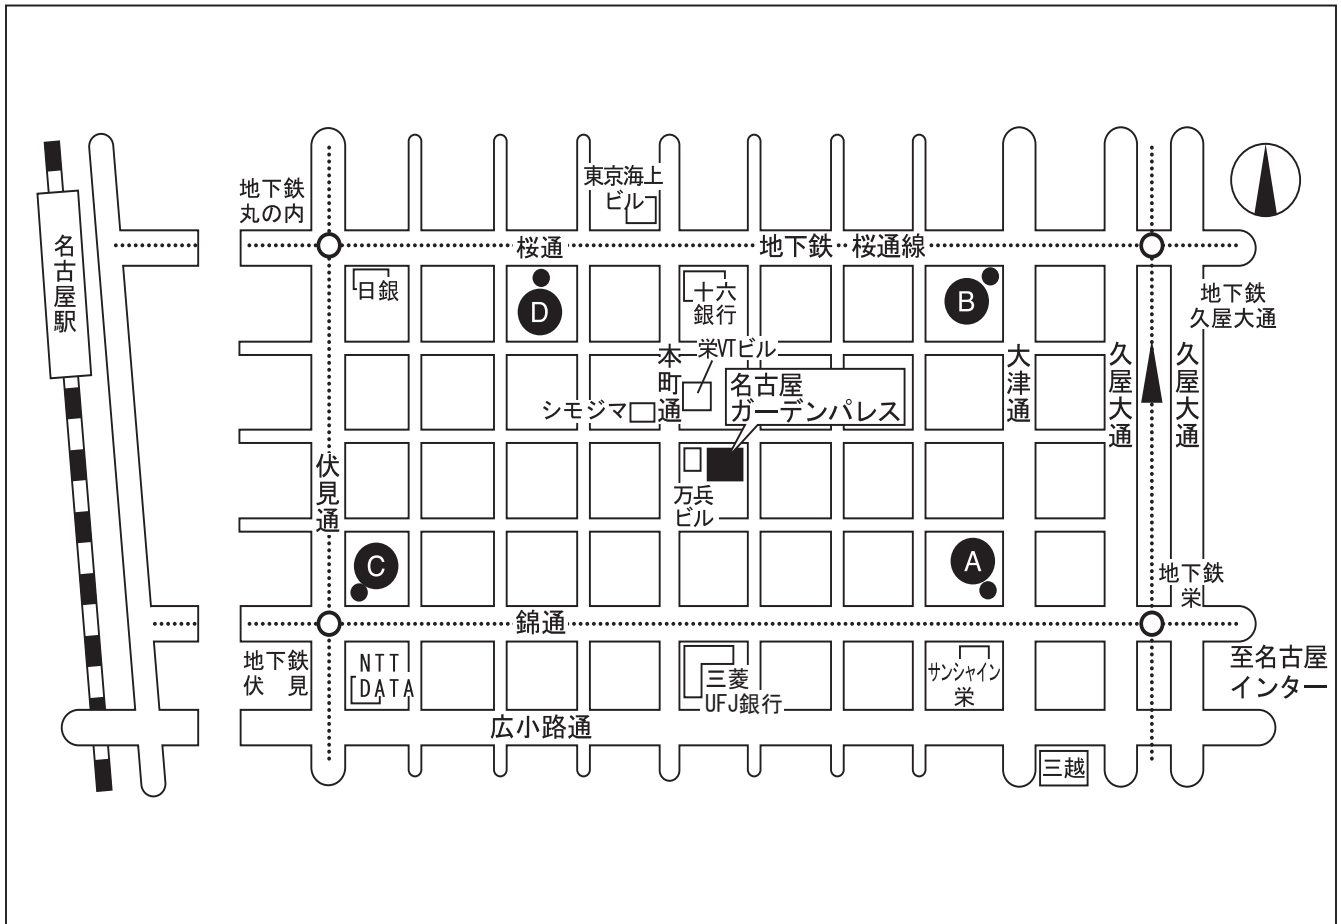 東京海上
ビル
地下鉄
丸の内
名古屋駅
桜通
地下鉄 桜通線
日銀
D
十六
銀行
B
地下鉄
久屋大通
本町通
栄VTビル
大津通
久屋大通
久屋大通
名古屋
ガーデンパレス
シモジマ
伏見通
万兵
ビル
C
A
地下鉄
栄
錦通
地下鉄
伏見
NTT
DATA
三菱
UFJ銀行
サンシャイン
栄
至名古屋
インター
広小路通
三越